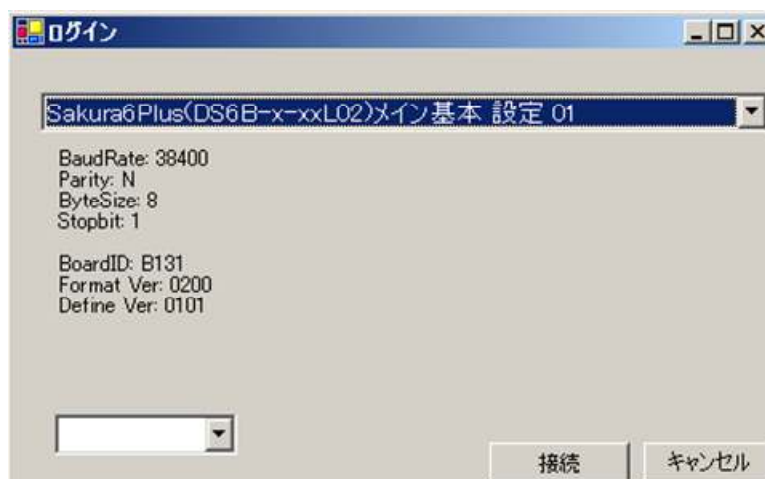 ログイン
Sakura6Plus(DS6B-x-xxL02)メイン基本 設定 01
BaudRate: 38400
Parity: N
ByteSize: 8
Stopbit: 1
BoardID: B131
Format Ver: 0200
Define Ver: 0101
接続
キャンセル